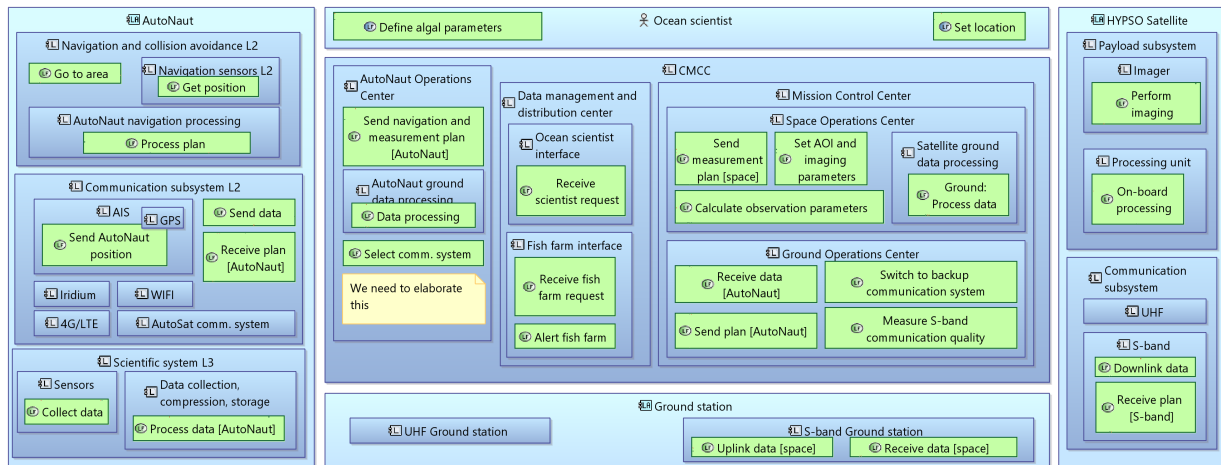 AutoNaut
Navigation and collision avoidance L2
Go to area
Navigation sensors L2
Get position
AutoNaut navigation processing
Process plan
Communication subsystem L2
AIS
GPS
Send AutoNaut
position
Send data
Receive plan
[AutoNaut]
Iridium
WIFI
4G/LTE
AutoSat comm. system
Scientific system L3
Sensors
Collect data
Data collection,
compression, storage
Process data [AutoNaut]
Ocean scientist
Define algal parameters
Set location
CMCC
AutoNaut Operations
Center
Send navigation and
measurement plan
[AutoNaut]
AutoNaut ground
data processing
Data processing
Select comm. system
We need to elaborate
this
Data management and
distribution center
Ocean scientist
interface
Receive
scientist request
Fish farm interface
Receive fish
farm request
Alert fish farm
Mission Control Center
Space Operations Center
Send
measurement
plan [space]
Set AOI and
imaging
parameters
Calculate observation parameters
Satellite ground
data processing
Ground:
Process data
Ground Operations Center
Receive data
[AutoNaut]
Switch to backup
communication system
Send plan [AutoNaut]
Measure S-band
communication quality
Ground station
UHF Ground station
S-band Ground station
Uplink data [space]
Receive data [space]
HYPSO Satellite
Payload subsystem
Imager
Perform
imaging
Processing unit
On-board
processing
Communication
subsystem
UHF
S-band
Downlink data
Receive plan
[S-band]